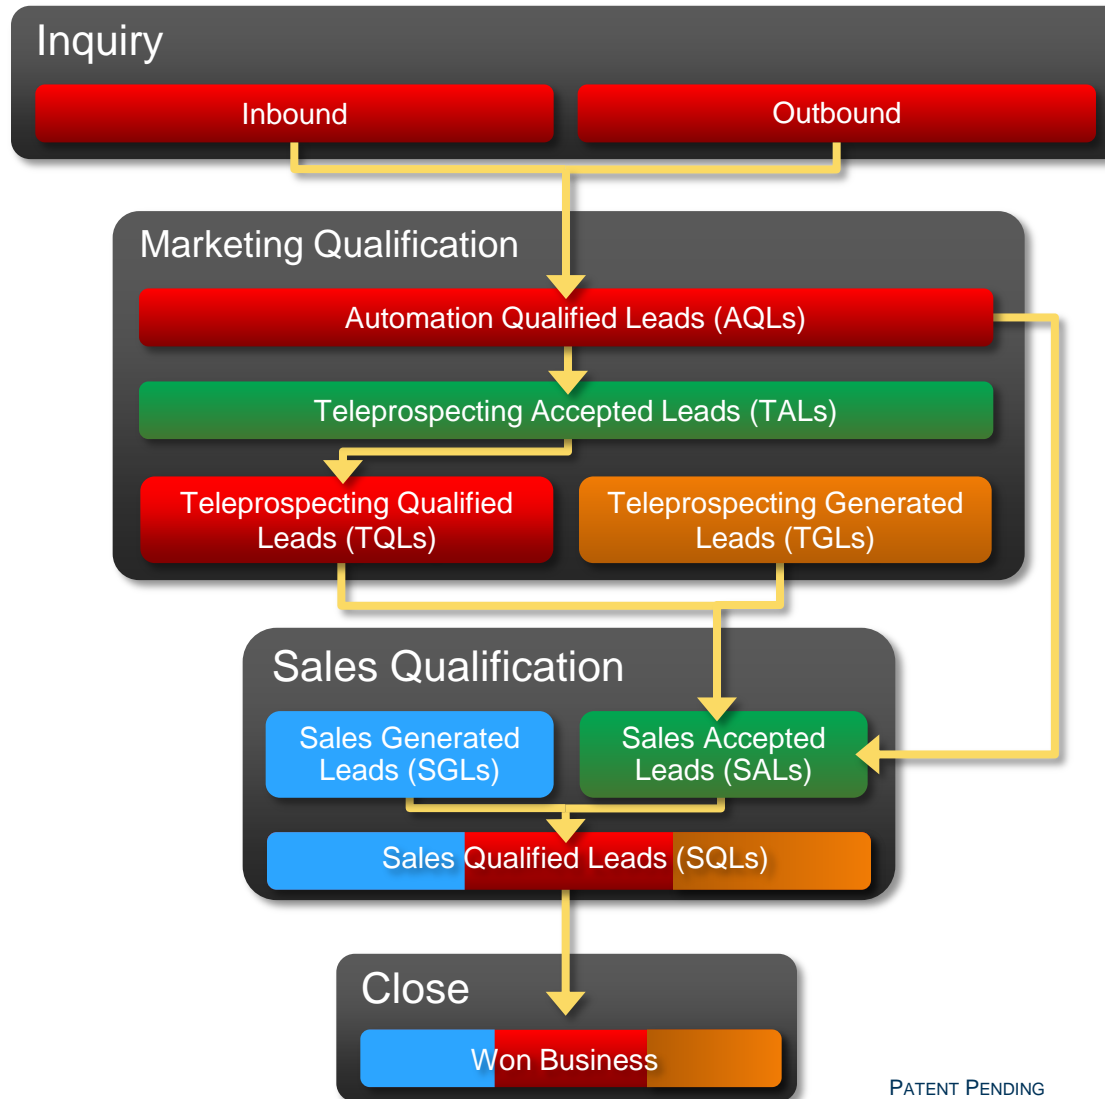 Inquiry
Inbound
Outbound
Marketing Qualification
Automation Qualified Leads (AQLs)
Teleprospecting Accepted Leads (TALs)
Teleprospecting Qualified
Leads (TQLs)
Teleprospecting Generated
Leads (TGLs)
Sales Qualification
Sales Generated
Leads (SGLs)
Sales Accepted
Leads (SALs)
Sales Qualified Leads (SQLs)
Close
Won Business
PATENT PENDING